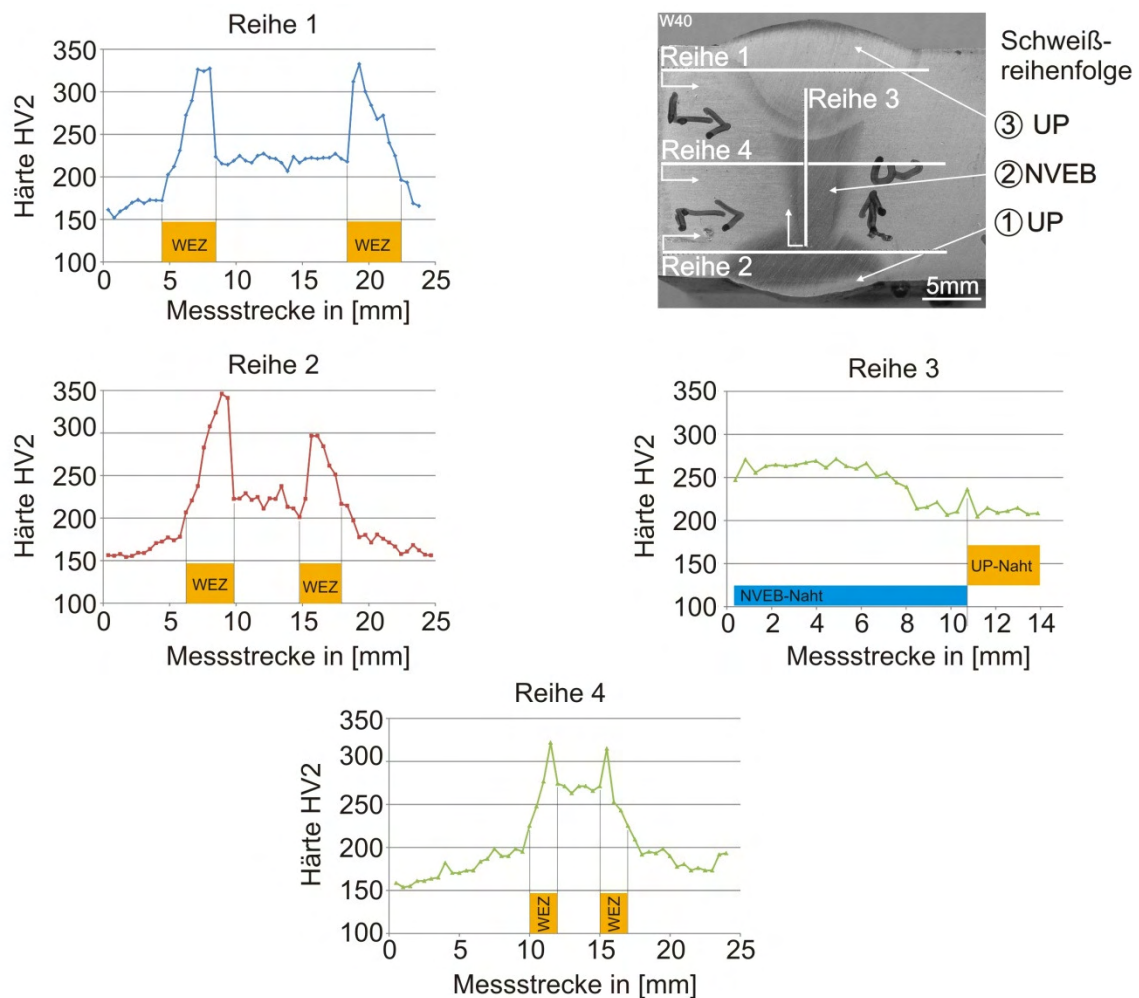 Reihe 1
Härte HV2
350
300
250
200
150
100
WEZ
WEZ
0
5
10
15
20
25
Messstrecke in [mm]
W40
Reihe 1
Reihe 3
Reihe 4
Reihe 2
5mm
Schweiß-
reihenfolge
③ UP
② NVEB
① UP
Reihe 2
Härte HV2
350
300
250
200
150
100
WEZ
WEZ
0
5
10
15
20
25
Messstrecke in [mm]
Reihe 3
Härte HV2
350
300
250
200
150
100
NVEB-Naht
UP-Naht
0
2
4
6
8
10
12
14
Messstrecke in [mm]
Reihe 4
Härte HV2
350
300
250
200
150
100
WEZ
WEZ
0
5
10
15
20
25
Messstrecke in [mm]